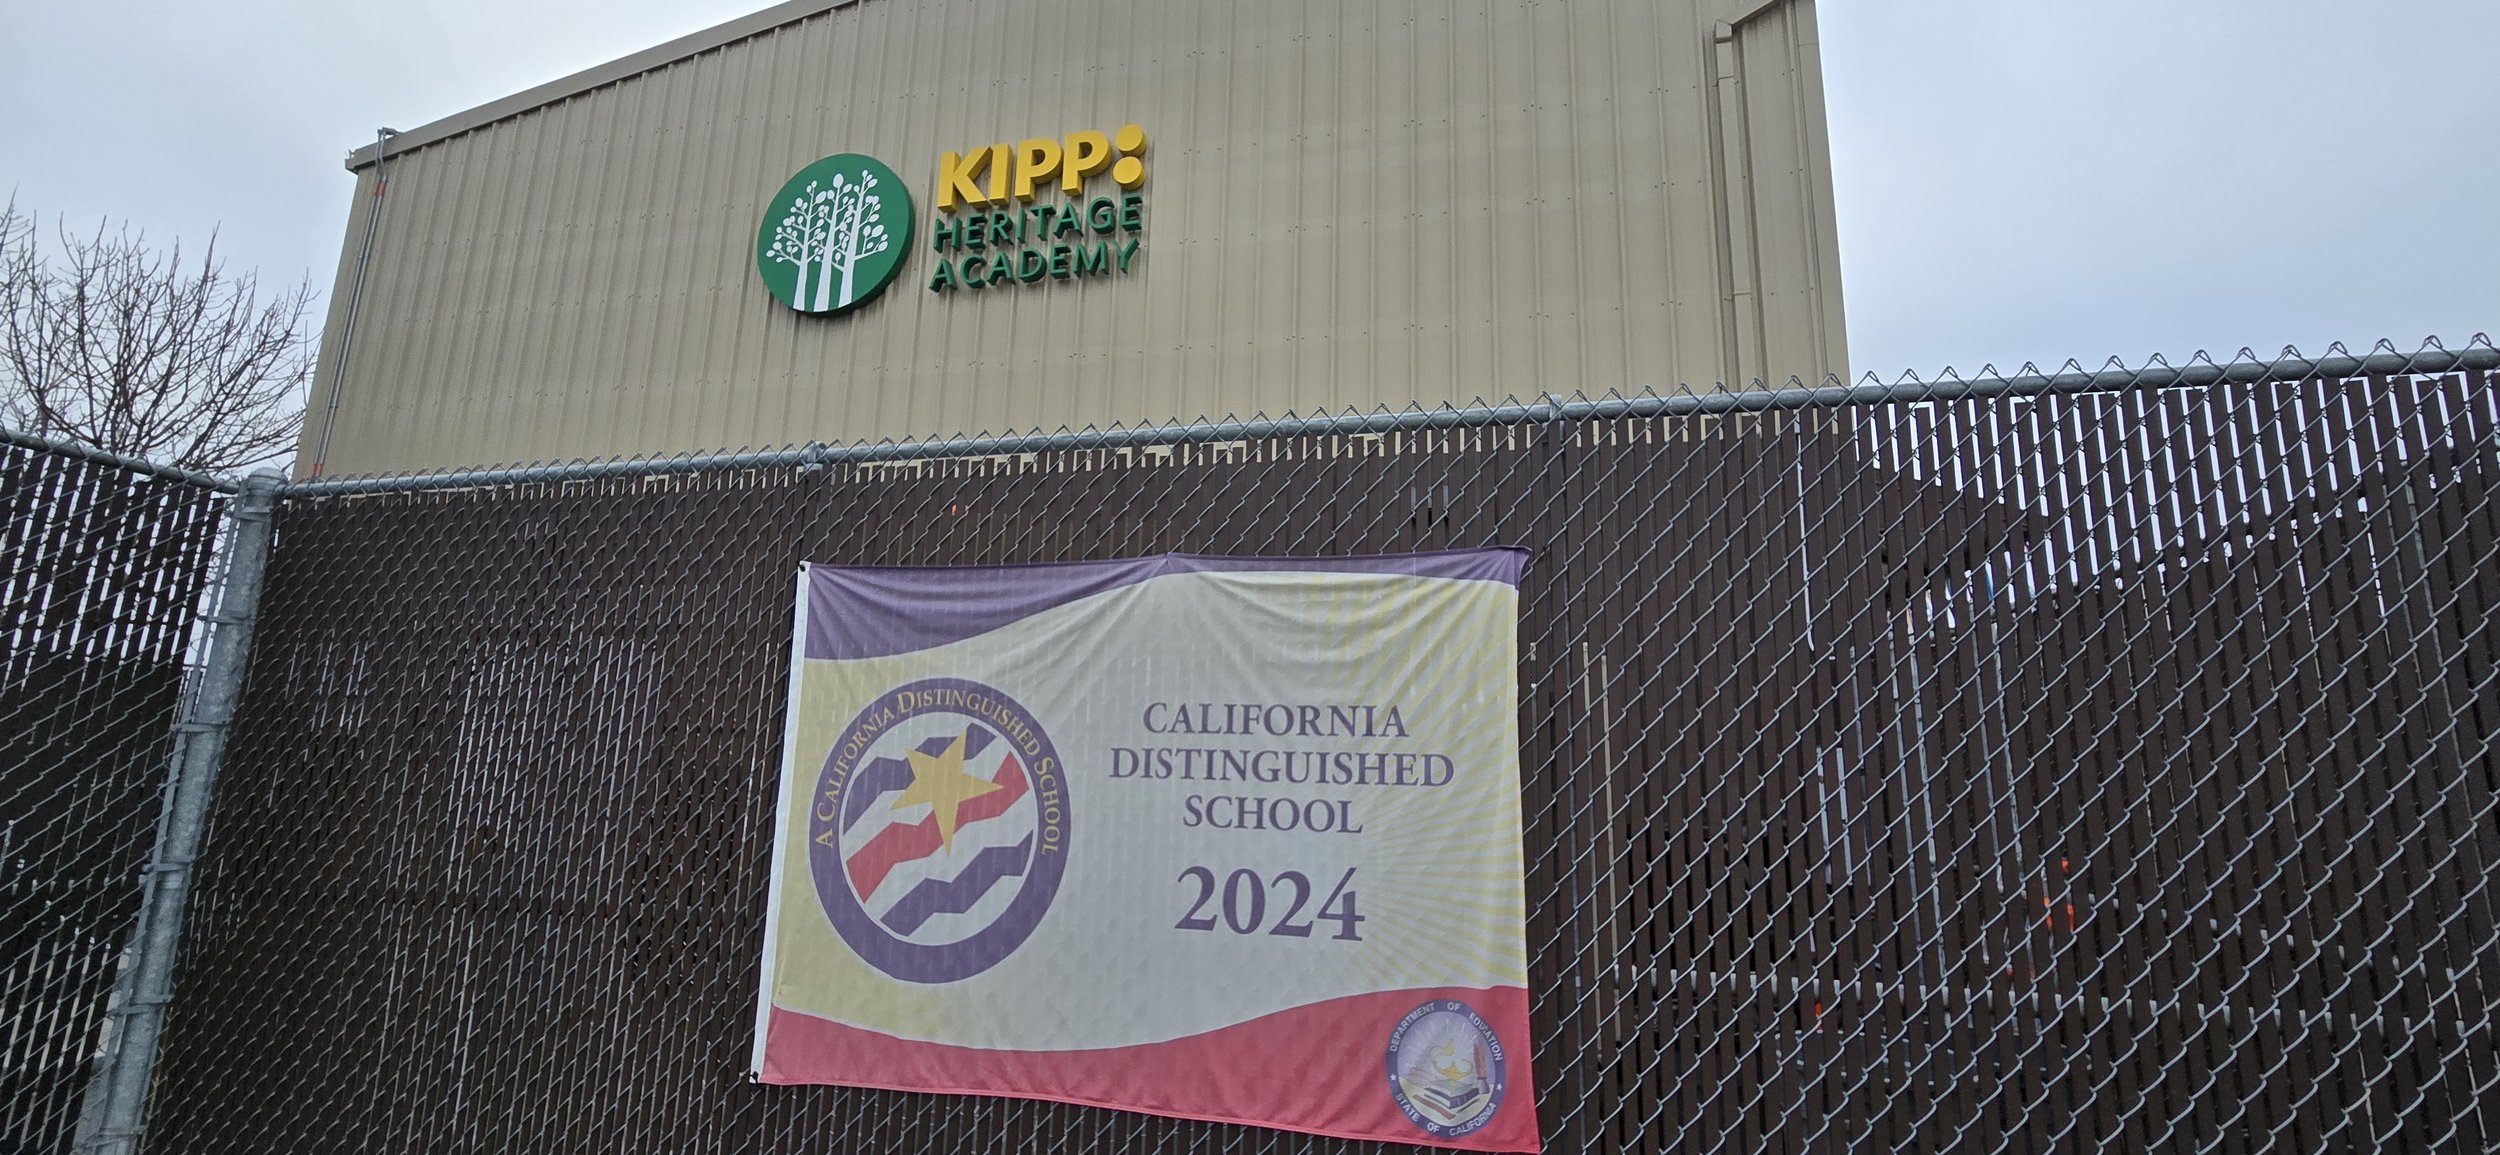 KIPP:
HERITAGE
ACADEMY
A CALIFORNIA DISTINGUISHED SCHOOL
CALIFORNIA
DISTINGUISHED
SCHOOL
2024
DEPARTMENT OF EDUCATION
STATE OF CALIFORNIA